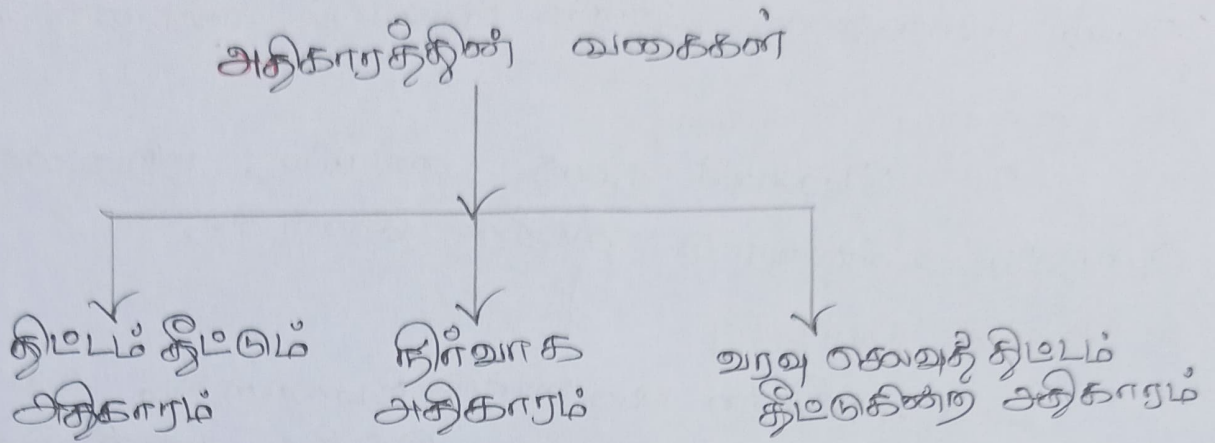 அதிகாரத்தின் வகைகள்
திட்டம் தீட்டும்
அதிகாரம்
நிர்வாக
அதிகாரம்
வரவு செலவுத் திட்டம்
தீட்டுகின்ற அதிகாரம்